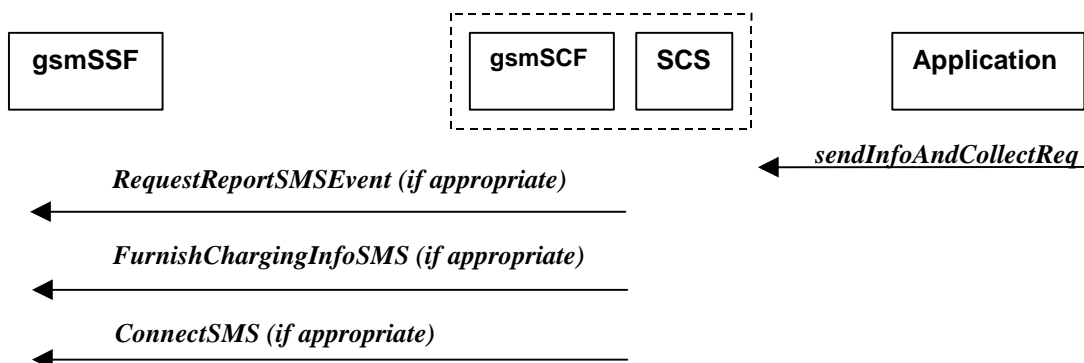 gsmSSF
gsmSCF
SCS
Application
sendInfoAndCollectReq
RequestReportSMSEvent (if appropriate)
FurnishChargingInfoSMS (if appropriate)
ConnectSMS (if appropriate)